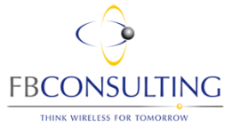 FBCONSULTING
THINK WIRELESS FOR TOMORROW